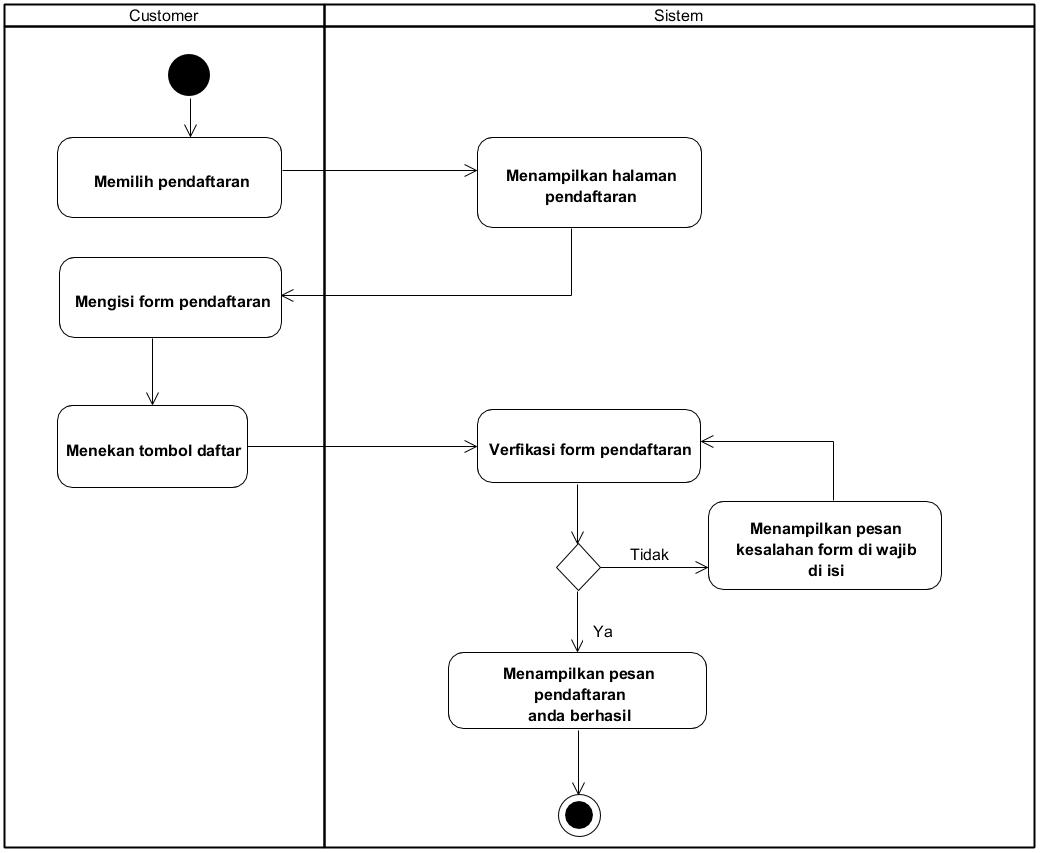 Customer
Sistem
Memilih pendaftaran
Menampilkan halaman
pendaftaran
Mengisi form pendaftaran
Menekan tombol daftar
Verfikasi form pendaftaran
Menampilkan pesan
kesalahan form di wajib
di isi
Tidak
Ya
Menampilkan pesan
pendaftaran
anda berhasil